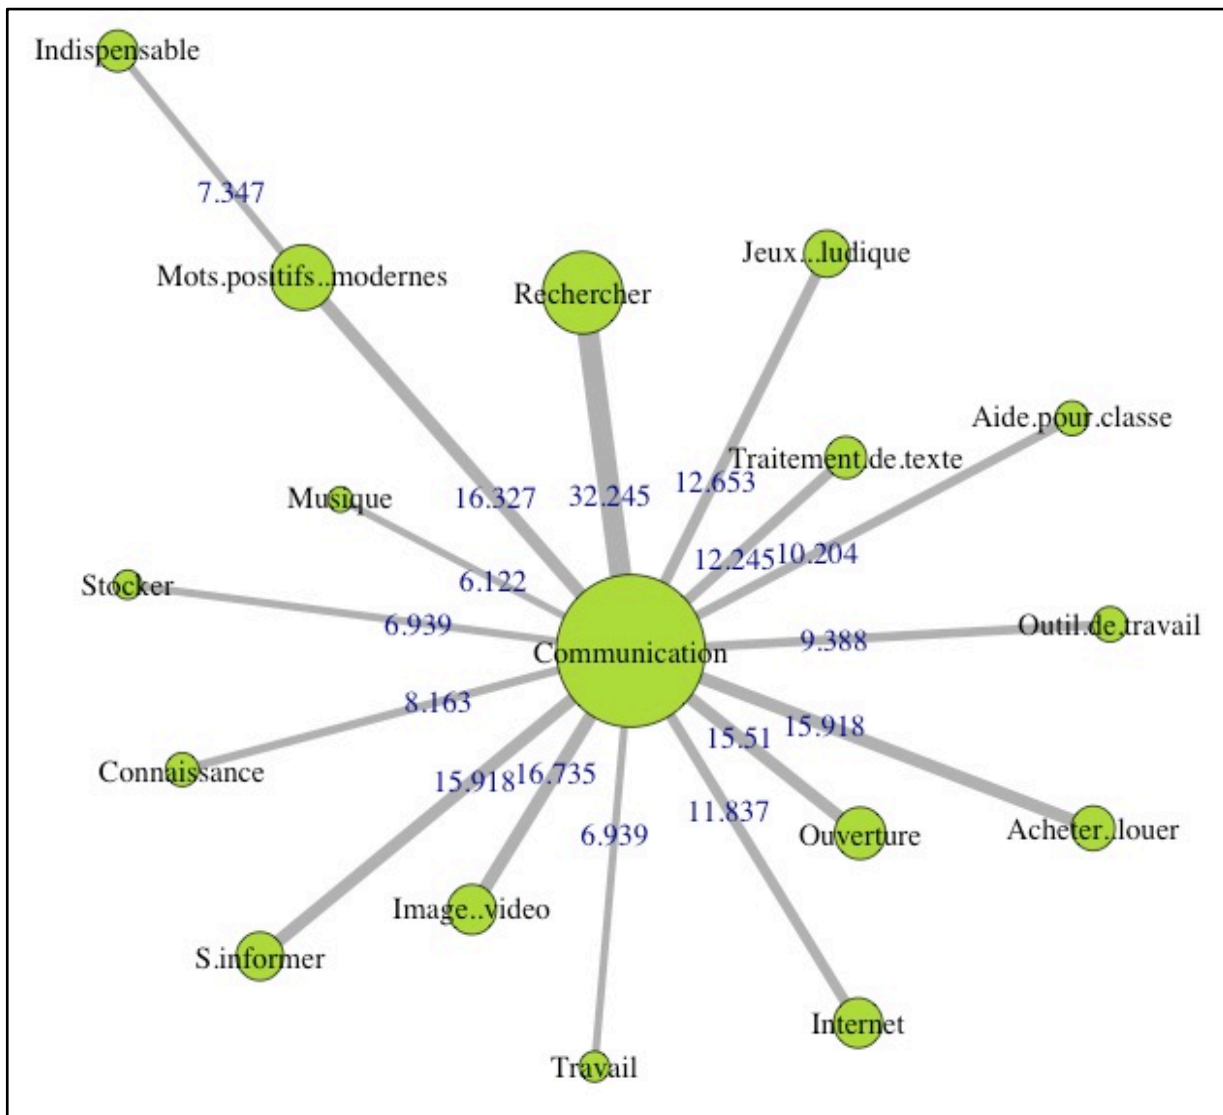 Indispensable
7.347
Mots.positifs..modernes
Rechercher
Jeux...ludique
Aide.pour.classe
Traitement.de.texte
Musique
16.327
32.245
12.653
12.245
10.204
Stocker
6.122
6.939
Outil.de.travail
9.388
Communication
8.163
15.918
15.51
Connaissance
15.918
16.735
11.837
6.939
Ouverture
Acheter..louer
Image..video
S.informer
Internet
Travail